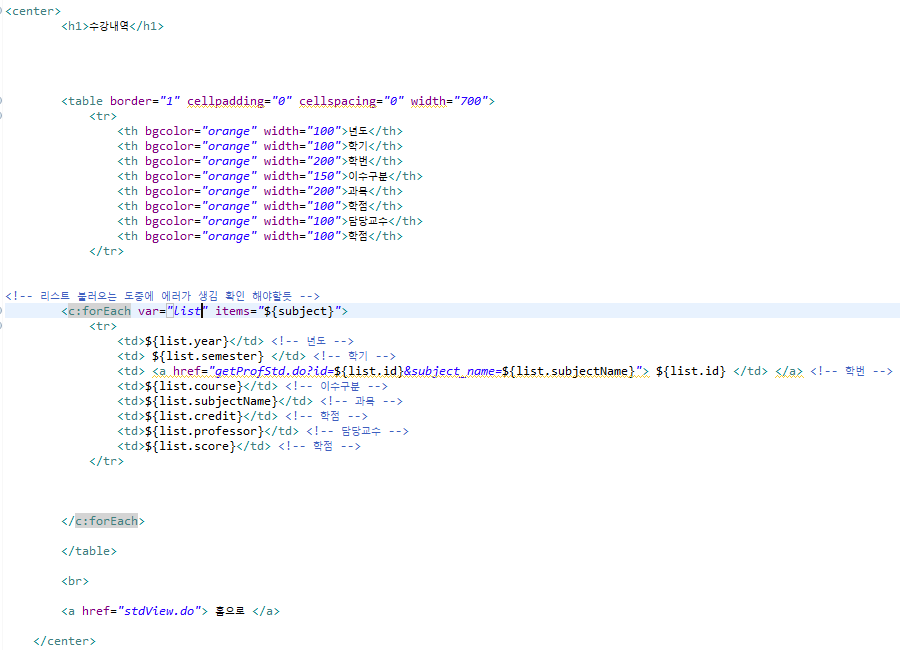 <center>
<h1>수강내역</h1>
<table border="1" cellpadding="0" cellspacing="0" width="700">
<tr>
<th bgcolor="orange" width="100">년도</th>
<th bgcolor="orange" width="100">학기</th>
<th bgcolor="orange" width="200">학번</th>
<th bgcolor="orange" width="150">이수구분</th>
<th bgcolor="orange" width="200">과목</th>
<th bgcolor="orange" width="100">학점</th>
<th bgcolor="orange" width="100">담당교수</th>
<th bgcolor="orange" width="100">학점</th>
</tr>
<!-- 리스트 불러오는 도중에 에러가 생김 확인 해야할듯 -->
<c:forEach var="list" items="${subject}">
<tr>
<td>${list.year}</td> <!-- 년도 -->
<td> ${list.semester} </td> <!-- 학기 -->
<td> <a href="getProfStd.do?id=${list.id}&subject_name=${list.subjectName}"> ${list.id} </td> </a> <!-- 학번 -->
<td>${list.course}</td> <!-- 이수구분 -->
<td>${list.subjectName}</td> <!-- 과목 -->
<td>${list.credit}</td> <!-- 학점 -->
<td>${list.professor}</td> <!-- 담당교수 -->
<td>${list.score}</td> <!-- 학점 -->
</tr>
</c:forEach>
</table>
<br>
<a href="stdView.do"> 홈으로 </a>
</center>